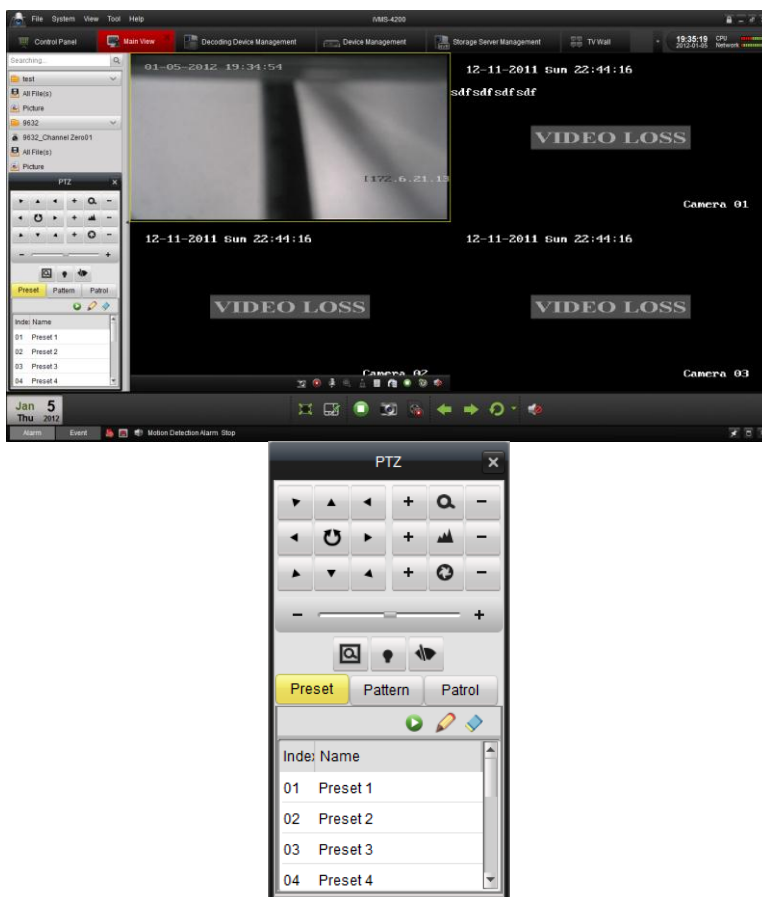 File System View Tool Help iVMS-4200
Control Panel Main View Decoding Device Management Device Management Storage Server Management TV Wall 19:35:19 CPU
2012-01-05 Network
Searching...
test
All File(s)
Picture
9632
9632_Channel Zero01
All File(s)
Picture
PTZ
Preset Pattern Patrol
Index Name
01 Preset 1
02 Preset 2
03 Preset 3
04 Preset 4
01-05-2012 19:34:54
[172.6.21.13
12-11-2011 Sun 22:44:16
sdfsdfsdfsdf
VIDEO LOSS
Camera 01
12-11-2011 Sun 22:44:16
VIDEO LOSS
Camera 02
12-11-2011 Sun 22:44:16
VIDEO LOSS
Camera 03
Jan 5
Thu 2012
Alarm Event Motion Detection Alarm Stop
PTZ
Preset Pattern Patrol
Index Name
01 Preset 1
02 Preset 2
03 Preset 3
04 Preset 4